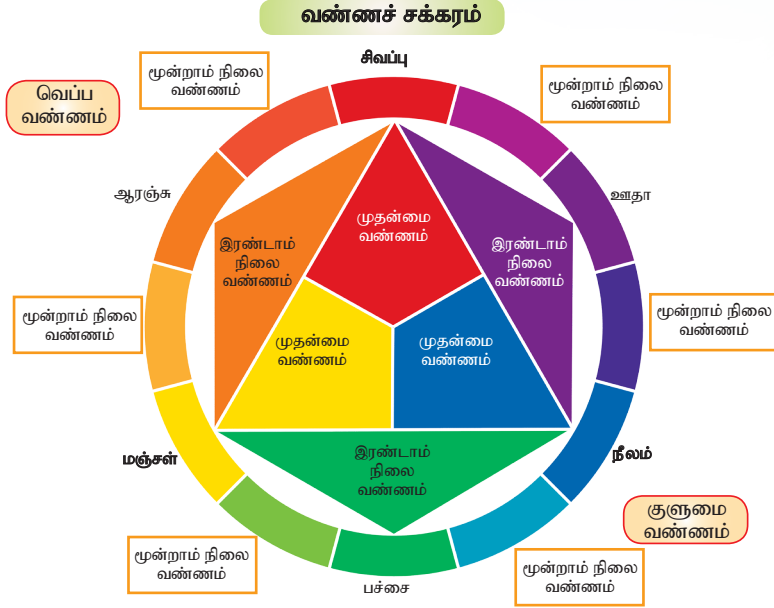 வண்ணச் சக்கரம்
சிவப்பு
மூன்றாம் நிலை
வண்ணம்
மூன்றாம் நிலை
வண்ணம்
வெப்ப
வண்ணம்
ஆரஞ்சு
ஊதா
முதன்மை
வண்ணம்
இரண்டாம்
நிலை
வண்ணம்
இரண்டாம்
நிலை
வண்ணம்
மூன்றாம் நிலை
வண்ணம்
மூன்றாம் நிலை
வண்ணம்
முதன்மை
வண்ணம்
முதன்மை
வண்ணம்
மஞ்சள்
நீலம்
இரண்டாம்
நிலை
வண்ணம்
குளுமை
வண்ணம்
மூன்றாம் நிலை
வண்ணம்
மூன்றாம் நிலை
வண்ணம்
பச்சை